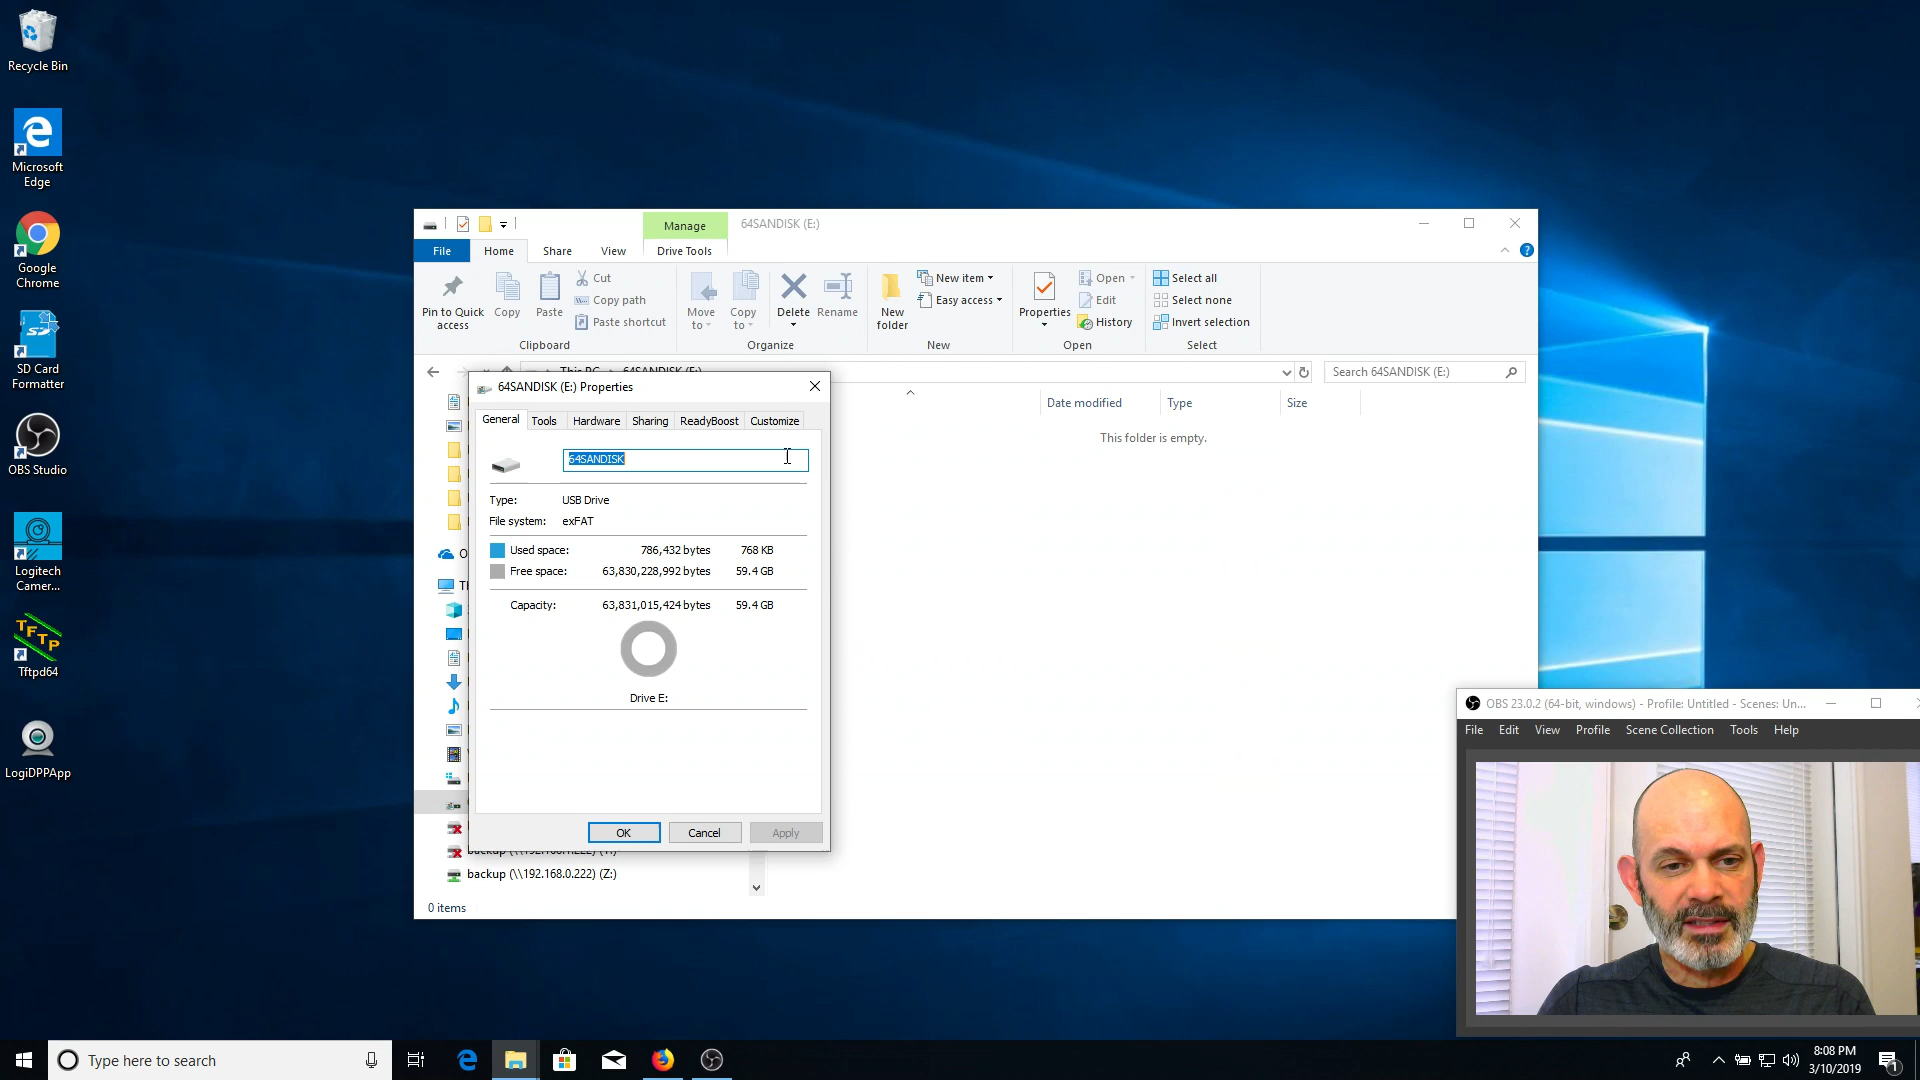 Recycle Bin
Microsoft
Edge
Google
Chrome
SD Card
Formatter
OBS Studio
Logitech
Camer...
TFTP
Tftpd64
LogiDPPApp
Manage
64SANDISK (E:)
File
Home
Share
View
Drive Tools
Pin to Quick
access
Copy
Paste
Cut
Copy path
Paste shortcut
Clipboard
Move
to
Copy
to
Delete
Rename
Organize
New
folder
New item
Easy access
New
Properties
Open
Edit
History
Open
Select all
Select none
Invert selection
Select
This PC
64SANDISK (E:)
Search 64SANDISK (E:)
Date modified
Type
Size
This folder is empty.
64SANDISK (E:) Properties
General
Tools
Hardware
Sharing
ReadyBoost
Customize
64SANDISK
Type: USB Drive
File system: exFAT
Used space: 786,432 bytes 768 KB
Free space: 63,830,228,992 bytes 59.4 GB
Capacity: 63,831,015,424 bytes 59.4 GB
Drive E:
OK
Cancel
Apply
backup (\\192.168.0.222) (Z:)
0 items
OBS 23.0.2 (64-bit, windows) - Profile: Untitled - Scenes: Un...
File
Edit
View
Profile
Scene Collection
Tools
Help
Type here to search
8:08 PM
3/10/2019
1